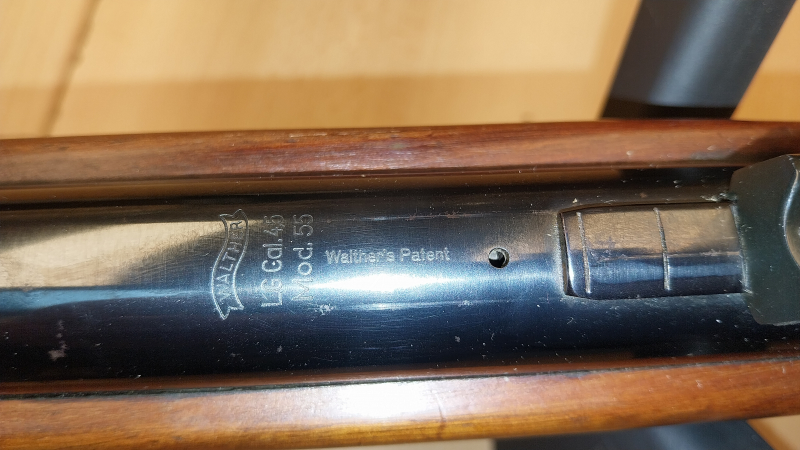 WALTHER
LG Cal. 4,5
Mod. 55
Walther's Patent